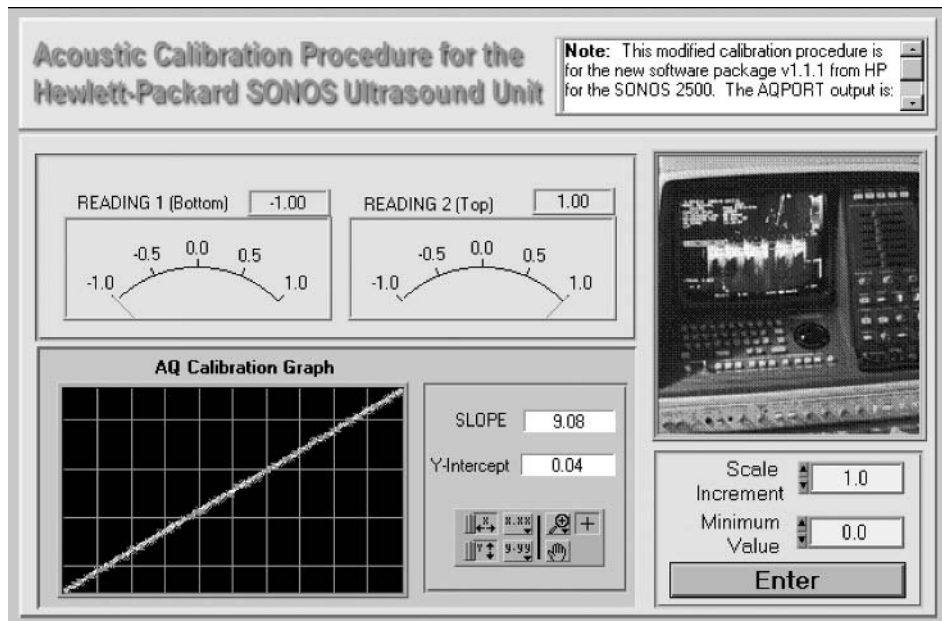 Acoustic Calibration Procedure for the
Hewlett-Packard SONOS Ultrasound Unit
Note: This modified calibration procedure is
for the new software package v1.1.1 from HP
for the SONOS 2500. The AQPORT output is:
READING 1 (Bottom) -1.00
READING 2 (Top) 1.00
-1.0 -0.5 0.0 0.5 1.0
-1.0 -0.5 0.0 0.5 1.0
AQ Calibration Graph
SLOPE 9.08
Y-Intercept 0.04
X X.XX
Y Y.YY
Scale
Increment 1.0
Minimum
Value 0.0
Enter